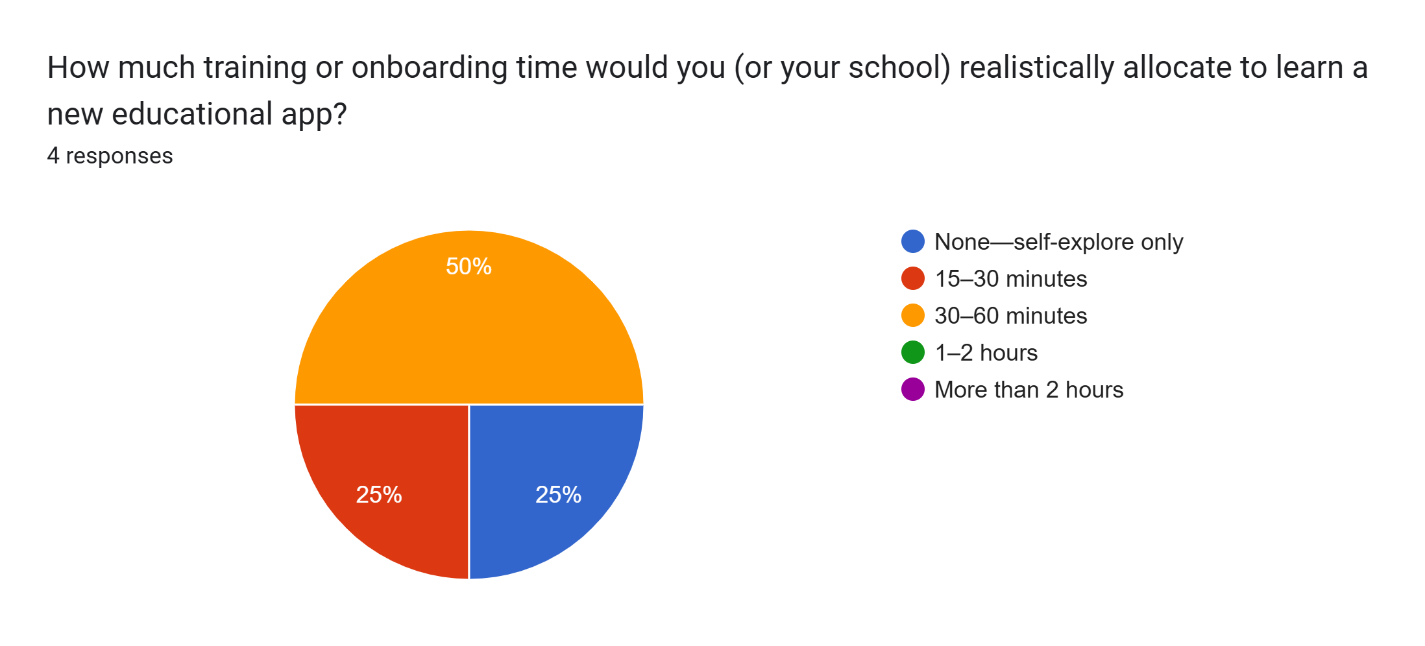 How much training or onboarding time would you (or your school) realistically allocate to learn a
new educational app?
4 responses
50%
25%
25%
None—self-explore only
15–30 minutes
30–60 minutes
1–2 hours
More than 2 hours